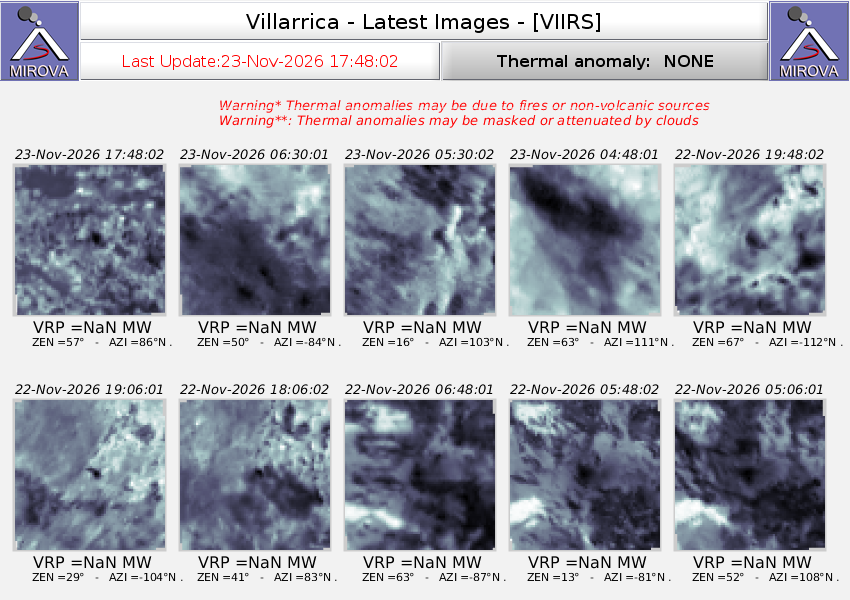 Villarrica - Latest Images - [VIIRS]
MIROVA
Last Update:23-Nov-2026 17:48:02
Thermal anomaly: NONE
MIROVA
Warning* Thermal anomalies may be due to fires or non-volcanic sources
Warning**: Thermal anomalies may be masked or attenuated by clouds
23-Nov-2026 17:48:02 23-Nov-2026 06:30:01 23-Nov-2026 05:30:02 23-Nov-2026 04:48:01 22-Nov-2026 19:48:02
VRP =NaN MW VRP =NaN MW VRP =NaN MW VRP =NaN MW VRP =NaN MW
ZEN =57° - AZI =86°N . ZEN =50° - AZI =-84°N . ZEN =16° - AZI =103°N . ZEN =63° - AZI =111°N . ZEN =67° - AZI =-112°N .
22-Nov-2026 19:06:01 22-Nov-2026 18:06:02 22-Nov-2026 06:48:01 22-Nov-2026 05:48:02 22-Nov-2026 05:06:01
VRP =NaN MW VRP =NaN MW VRP =NaN MW VRP =NaN MW VRP =NaN MW
ZEN =29° - AZI =-104°N . ZEN =41° - AZI =83°N . ZEN =63° - AZI =-87°N . ZEN =13° - AZI =-81°N . ZEN =52° - AZI =108°N .